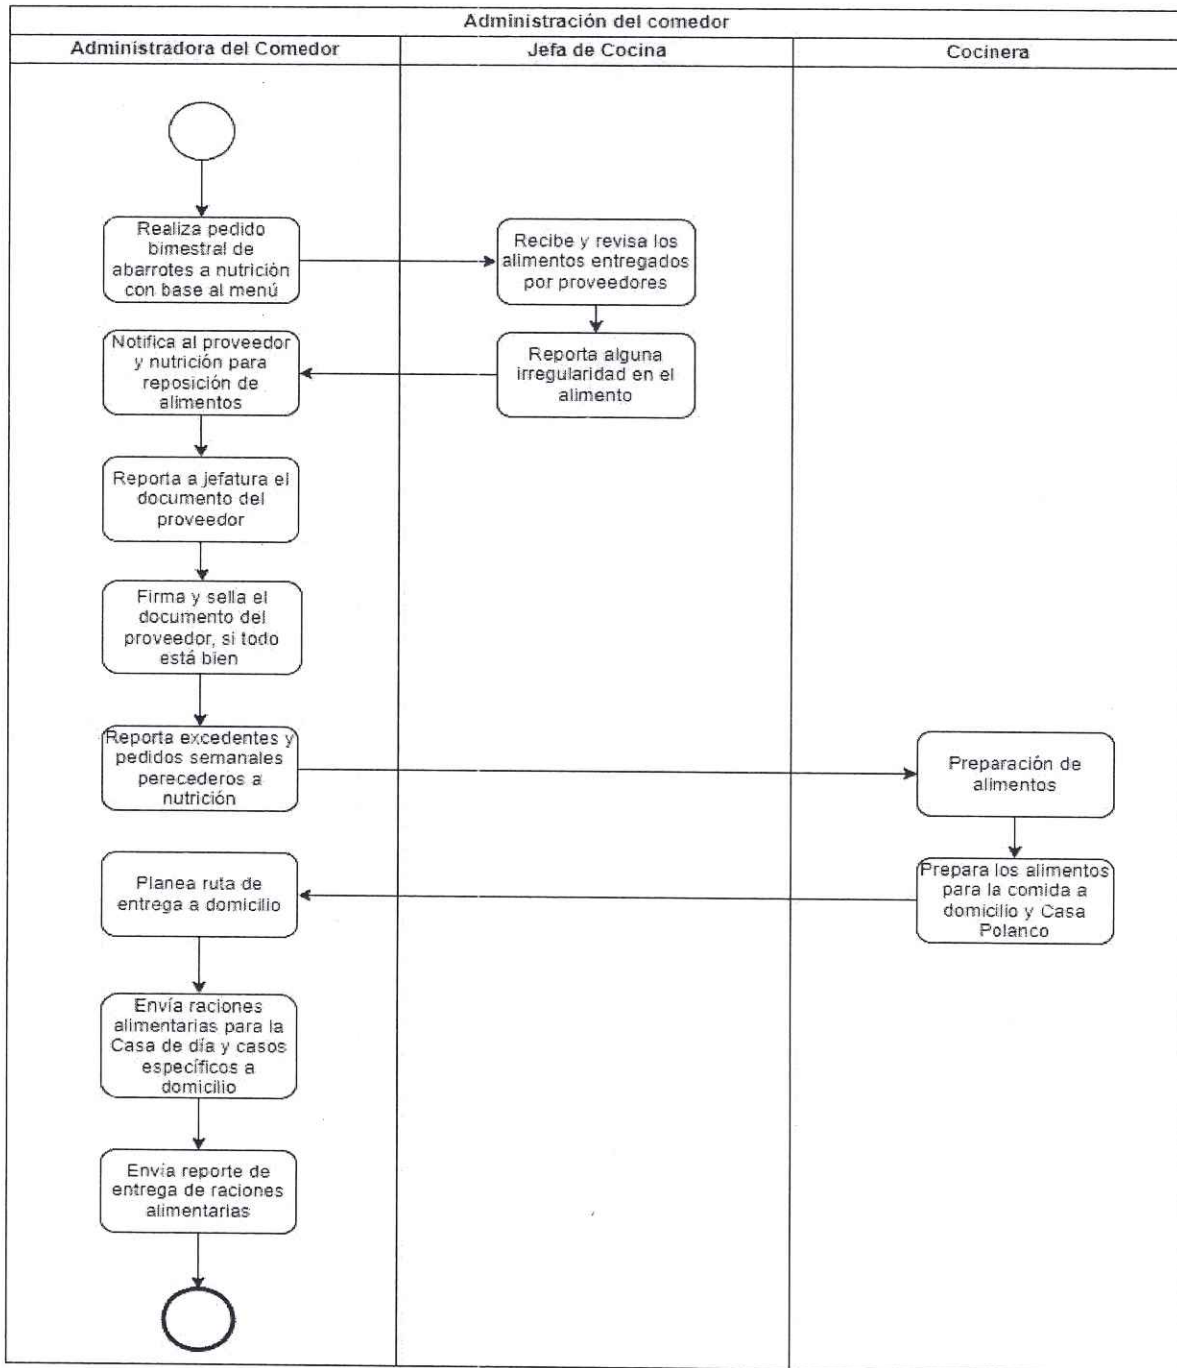 Administración del comedor
Administradora del Comedor
Jefa de Cocina
Cocinera
Realiza pedido
bimestral de
abarrotes a nutrición
con base al menú
Recibe y revisa los
alimentos entregados
por proveedores
Notifica al proveedor
y nutrición para
reposición de
alimentos
Reporta alguna
irregularidad en el
alimento
Reporta a jefatura el
documento del
proveedor
Firma y sella el
documento del
proveedor, si todo
está bien
Reporta excedentes y
pedidos semanales
perecederos a
nutrición
Preparación de
alimentos
Planea ruta de
entrega a domicilio
Prepara los alimentos
para la comida a
domicilio y Casa
Polanco
Envía raciones
alimentarias para la
Casa de día y casos
específicos a
domicilio
Envía reporte de
entrega de raciones
alimentarias